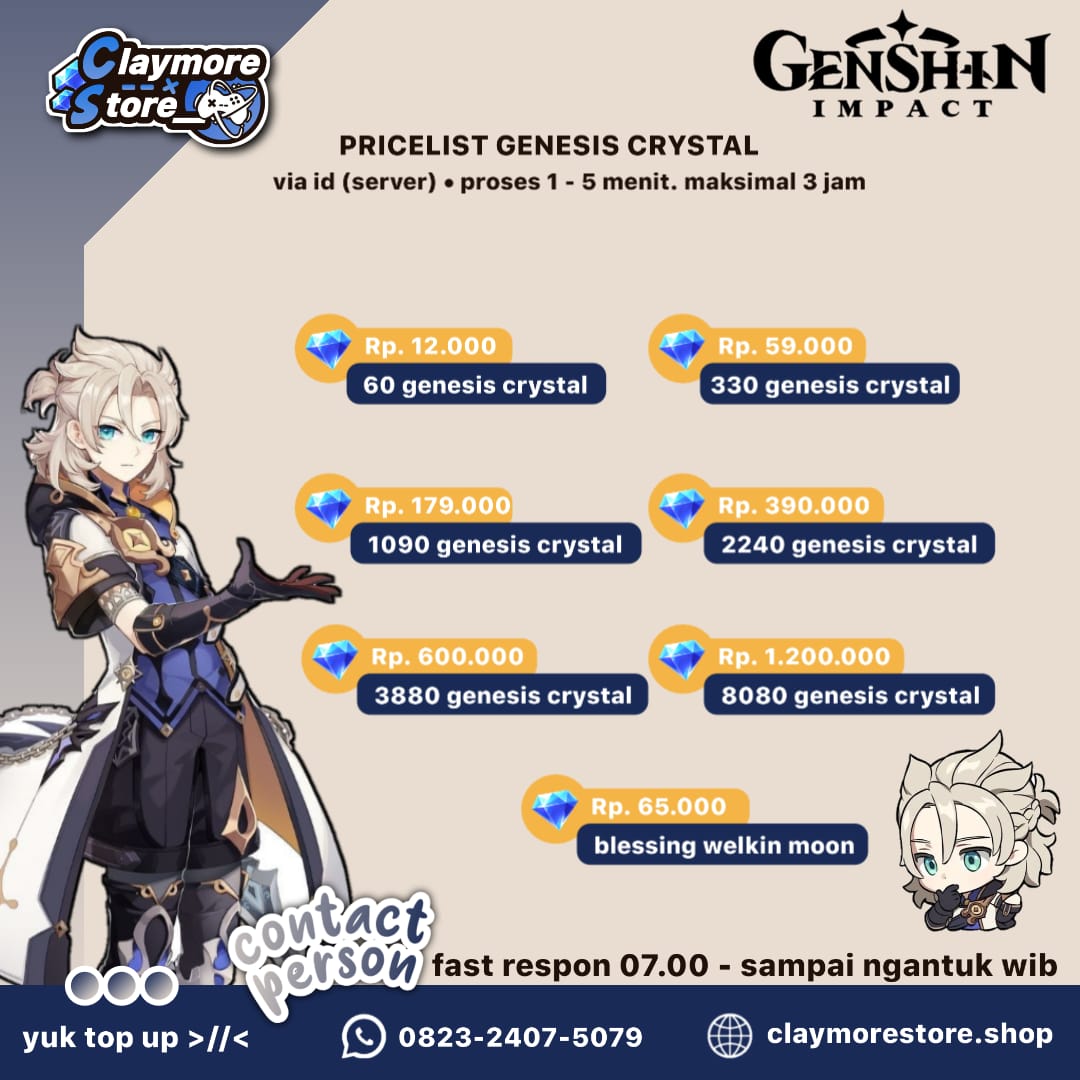 Claymore
Store_
GENSHIN
IMPACT
PRICELIST GENESIS CRYSTAL
via id (server) • proses 1 - 5 menit. maksimal 3 jam
Rp. 12.000
60 genesis crystal
Rp. 59.000
330 genesis crystal
Rp. 179.000
1090 genesis crystal
Rp. 390.000
2240 genesis crystal
Rp. 600.000
3880 genesis crystal
Rp. 1.200.000
8080 genesis crystal
Rp. 65.000
blessing welkin moon
contact
person
fast respon 07.00 - sampai ngantuk wib
yuk top up >//<
0823-2407-5079
claymorestore.shop